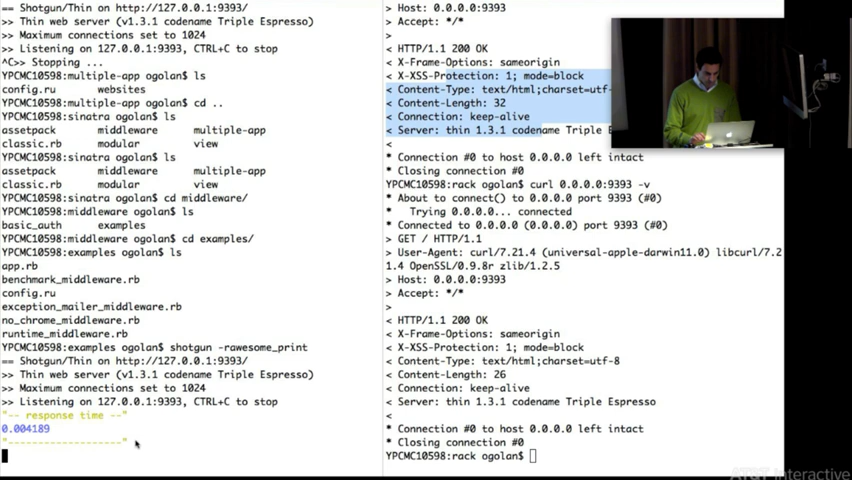 == Shotgun/Thin on http://127.0.0.1:9393/
>> Thin web server (v1.3.1 codename Triple Espresso)
>> Maximum connections set to 1024
>> Listening on 127.0.0.1:9393, CTRL+C to stop
^C>> Stopping ...
YPCMC10598:multiple-app ogolan$ ls
config.ru websites
YPCMC10598:multiple-app ogolan$ cd ..
YPCMC10598:sinatra ogolan$ ls
assetpack middleware multiple-app
classic.rb modular view
YPCMC10598:sinatra ogolan$ ls
assetpack middleware multiple-app
classic.rb modular view
YPCMC10598:sinatra ogolan$ cd middleware/
YPCMC10598:middleware ogolan$ ls
basic_auth examples
YPCMC10598:middleware ogolan$ cd examples/
YPCMC10598:examples ogolan$ ls
app.rb
benchmark_middleware.rb
config.ru
exception_mailer_middleware.rb
no_chrome_middleware.rb
runtime_middleware.rb
YPCMC10598:examples ogolan$ shotgun -rawesome_print
== Shotgun/Thin on http://127.0.0.1:9393/
>> Thin web server (v1.3.1 codename Triple Espresso)
>> Maximum connections set to 1024
>> Listening on 127.0.0.1:9393, CTRL+C to stop
"-- response time --"
0.004189
"-------------------"
> Host: 0.0.0.0:9393
> Accept: */*
>
< HTTP/1.1 200 OK
< X-Frame-Options: sameorigin
< X-XSS-Protection: 1; mode=block
< Content-Type: text/html;charset=utf-
< Content-Length: 32
< Connection: keep-alive
< Server: thin 1.3.1 codename Triple E
<
* Connection #0 to host 0.0.0.0 left intact
* Closing connection #0
YPCMC10598:rack ogolan$ curl 0.0.0.0:9393 -v
* About to connect() to 0.0.0.0 port 9393 (#0)
* Trying 0.0.0.0... connected
* Connected to 0.0.0.0 (0.0.0.0) port 9393 (#0)
> GET / HTTP/1.1
> User-Agent: curl/7.21.4 (universal-apple-darwin11.0) libcurl/7.2
1.4 OpenSSL/0.9.8r zlib/1.2.5
> Host: 0.0.0.0:9393
> Accept: */*
>
< HTTP/1.1 200 OK
< X-Frame-Options: sameorigin
< X-XSS-Protection: 1; mode=block
< Content-Type: text/html;charset=utf-8
< Content-Length: 26
< Connection: keep-alive
< Server: thin 1.3.1 codename Triple Espresso
<
* Connection #0 to host 0.0.0.0 left intact
* Closing connection #0
YPCMC10598:rack ogolan$
AT&T Interactive